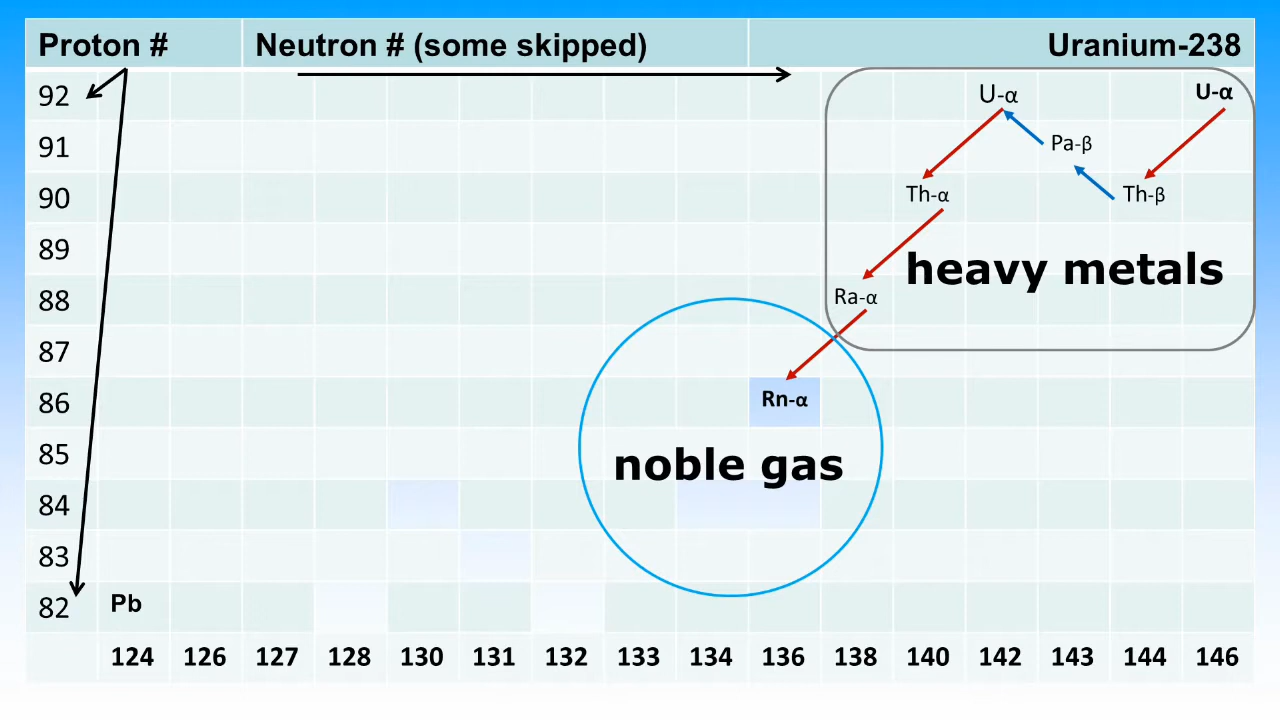 Proton #
Neutron # (some skipped)
Uranium-238
92
U-α
U-α
91
Pa-β
90
Th-α
Th-β
89
heavy metals
88
Ra-α
87
86
Rn-α
85
noble gas
84
83
82
Pb
124 126 127 128 130 131 132 133 134 136 138 140 142 143 144 146